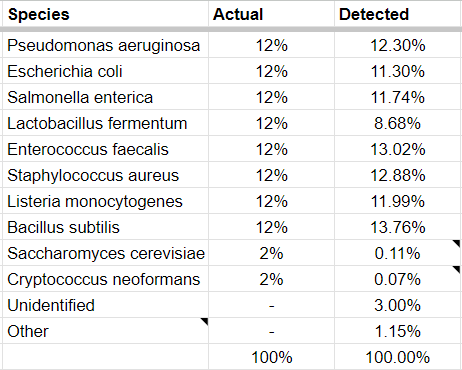 Species Actual Detected
Pseudomonas aeruginosa 12% 12.30%
Escherichia coli 12% 11.30%
Salmonella enterica 12% 11.74%
Lactobacillus fermentum 12% 8.68%
Enterococcus faecalis 12% 13.02%
Staphylococcus aureus 12% 12.88%
Listeria monocytogenes 12% 11.99%
Bacillus subtilis 12% 13.76%
Saccharomyces cerevisiae 2% 0.11%
Cryptococcus neoformans 2% 0.07%
Unidentified - 3.00%
Other - 1.15%
100% 100.00%